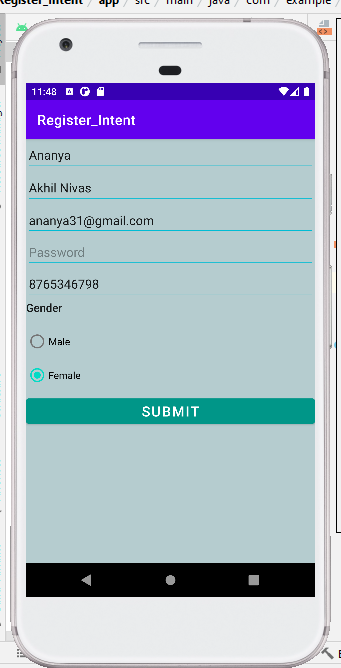 Register_Intent / app / src / main / java / com / example /
11:48
Register_Intent
Ananya
Akhil Nivas
ananya31@gmail.com
Password
8765346798
Gender
Male
Female
SUBMIT